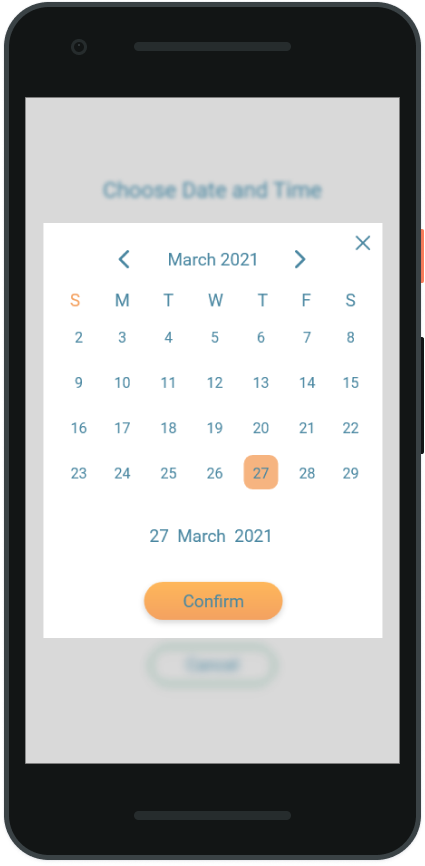 Choose Date and Time
March 2021
S M T W T F S
2 3 4 5 6 7 8
9 10 11 12 13 14 15
16 17 18 19 20 21 22
23 24 25 26 27 28 29
27 March 2021
Confirm
Cancel